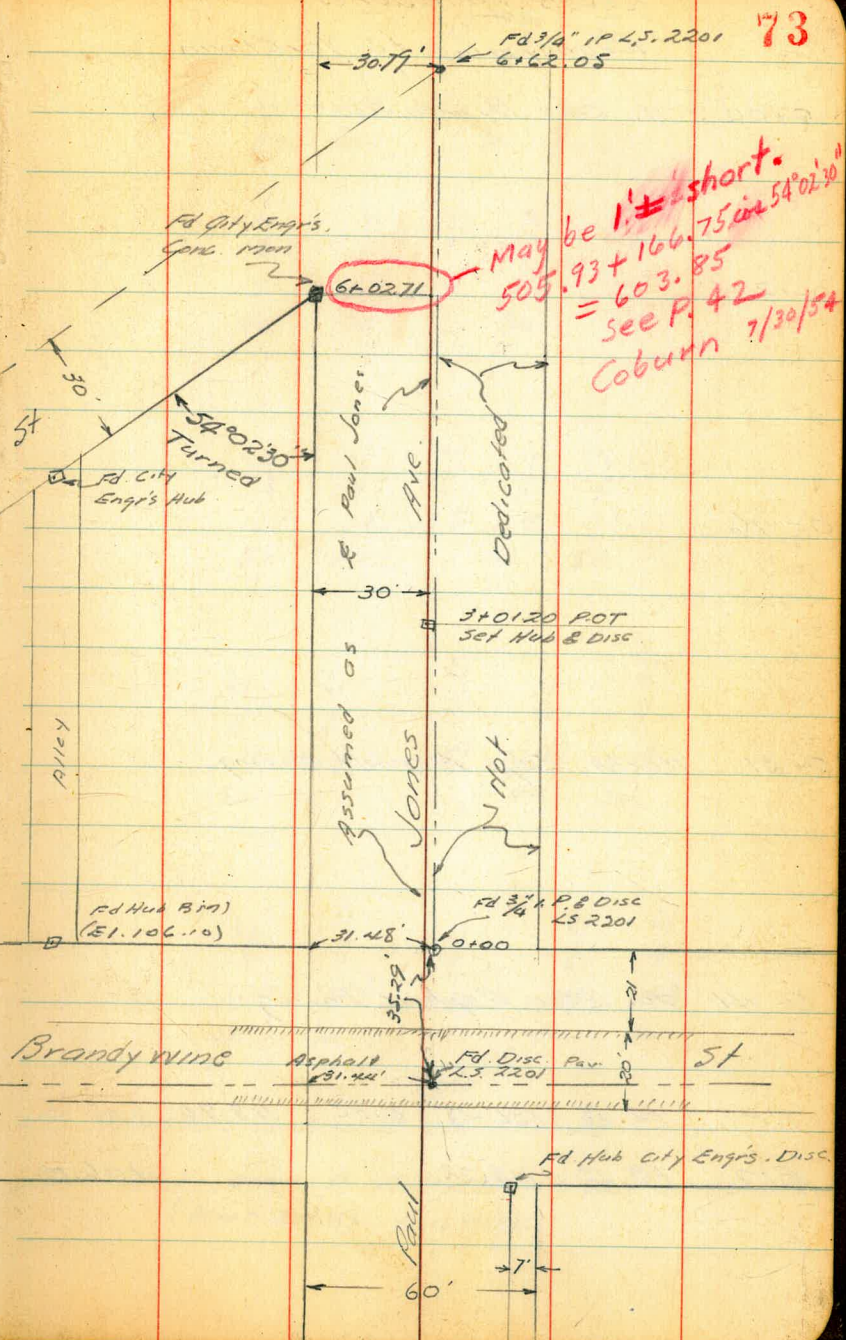 73
Fd 3/4" IP L.S. 2201
30.79'
6+62.05
Fd City Engr's.
Conc. mon
6+02.71
May be 1'± short.
505.93 + 166.75 sin 54°02'30"
= 603.85
see P. 42
Coburn 7/30/54
30'
St
54°02'30"
Turned
Fd City
Engr's Hub
Alley
Assumed as ₤ Paul Jones
Paul Jones Ave.
Not Dedicated
30'
3+01.20 P.O.T
Set Hub & Disc
Fd Hub B(m)
(El. 106.10)
31.48'
Fd 3/4" I.P. & Disc
LS 2201
0+00
35.29'
21
20'
Brandywine St
Asphalt Pav.
31.44'
Fd. Disc.
L.S. 2201
Fd Hub City Engr's. Disc.
7'
60'